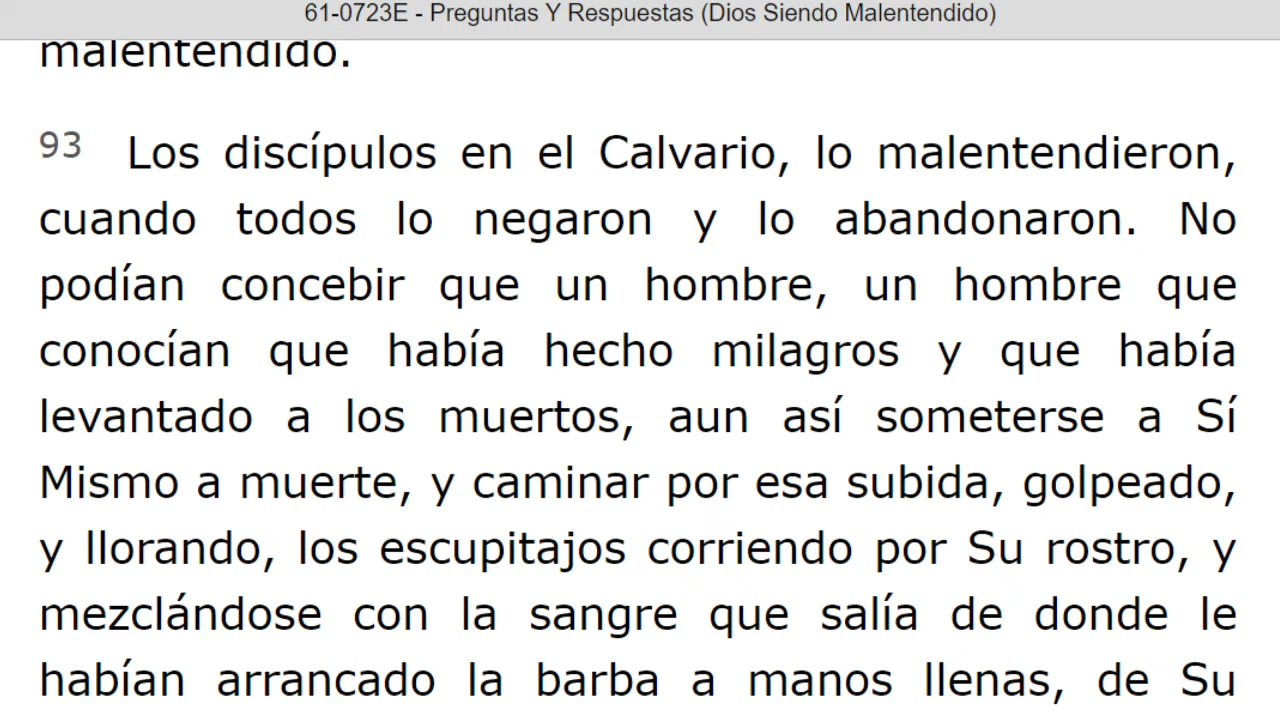 61-0723E - Preguntas Y Respuestas (Dios Siendo Malentendido)
malentendido.
93 Los discípulos en el Calvario, lo malentendieron,
cuando todos lo negaron y lo abandonaron. No
podían concebir que un hombre, un hombre que
conocían que había hecho milagros y que había
levantado a los muertos, aun así someterse a Sí
Mismo a muerte, y caminar por esa subida, golpeado,
y llorando, los escupitajos corriendo por Su rostro, y
mezclándose con la sangre que salía de donde le
habían arrancado la barba a manos llenas, de Su